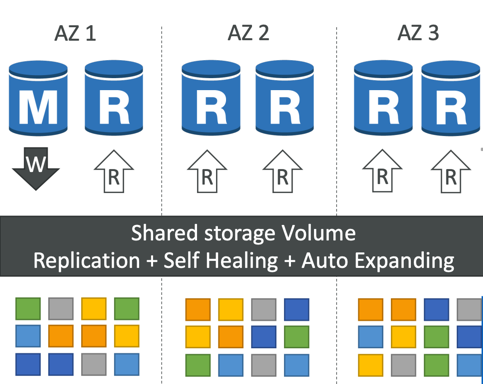 AZ 1 AZ 2 AZ 3
M R R R R R
W R R R R R
Shared storage Volume
Replication + Self Healing + Auto Expanding